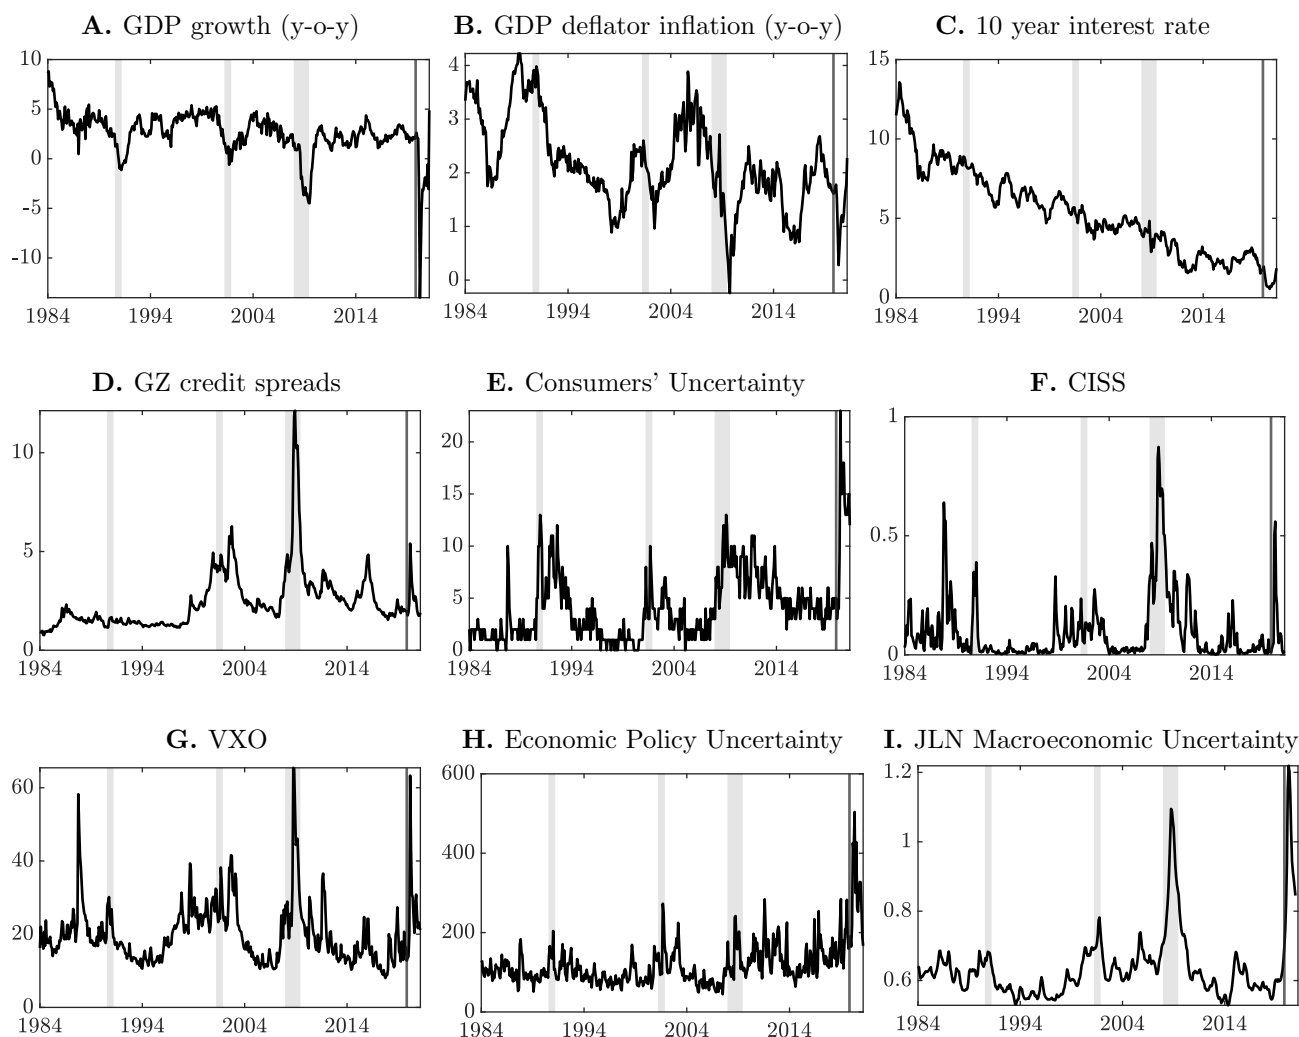 A. GDP growth (y-o-y)
10
5
0
-5
-10
1984 1994 2004 2014
B. GDP deflator inflation (y-o-y)
4
3
2
1
0
1984 1994 2004 2014
C. 10 year interest rate
15
10
5
0
1984 1994 2004 2014
D. GZ credit spreads
10
5
0
1984 1994 2004 2014
E. Consumers' Uncertainty
20
15
10
5
0
1984 1994 2004 2014
F. CISS
1
0.5
0
1984 1994 2004 2014
G. VXO
60
40
20
0
1984 1994 2004 2014
H. Economic Policy Uncertainty
600
400
200
0
1984 1994 2004 2014
I. JLN Macroeconomic Uncertainty
1.2
1
0.8
0.6
1984 1994 2004 2014